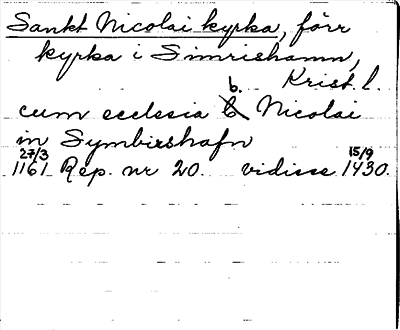 Sankt Nicolai kyrka, förr
kyrka i Simrishamn,
Krist. l.
cum ecclesia b. Nicolai
in Symbirshafn
27/3 15/9
1161 Rep. nr 20. vidisse 1430.